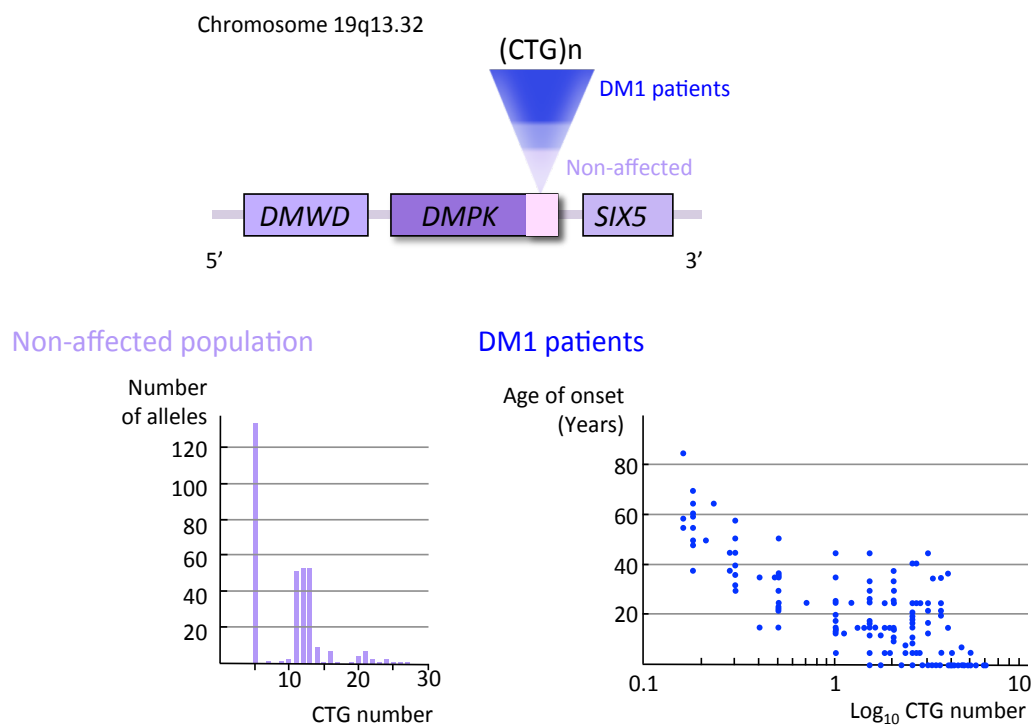 Chromosome 19q13.32
(CTG)n
DM1 patients
Non-affected
DMWD DMPK SIX5
5’ 3’
Non-affected population
Number
of alleles
120
100
80
60
40
20
10 20 30
CTG number
DM1 patients
Age of onset
(Years)
80
60
40
20
0.1 1 10
Log₁₀ CTG number